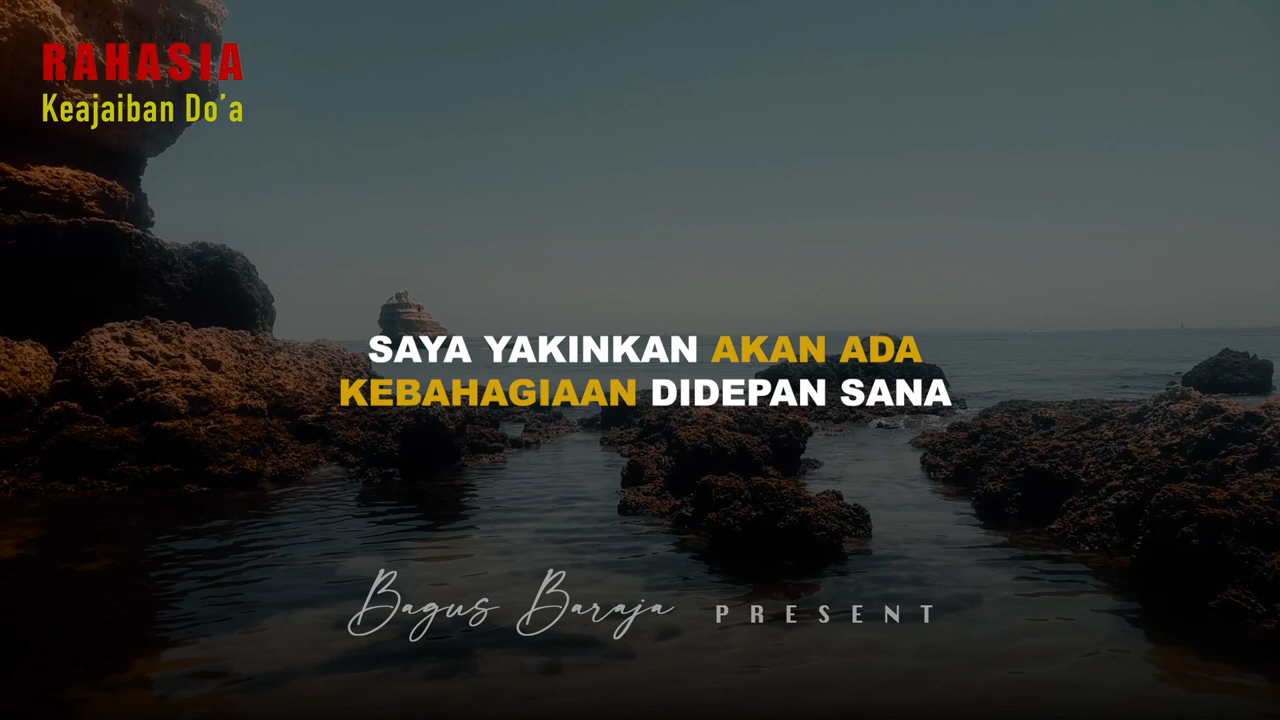 RAHASIA
Keajaiban Do'a
SAYA YAKINKAN AKAN ADA
KEBAHAGIAAN DIDEPAN SANA
Bagus Baraja PRESENT